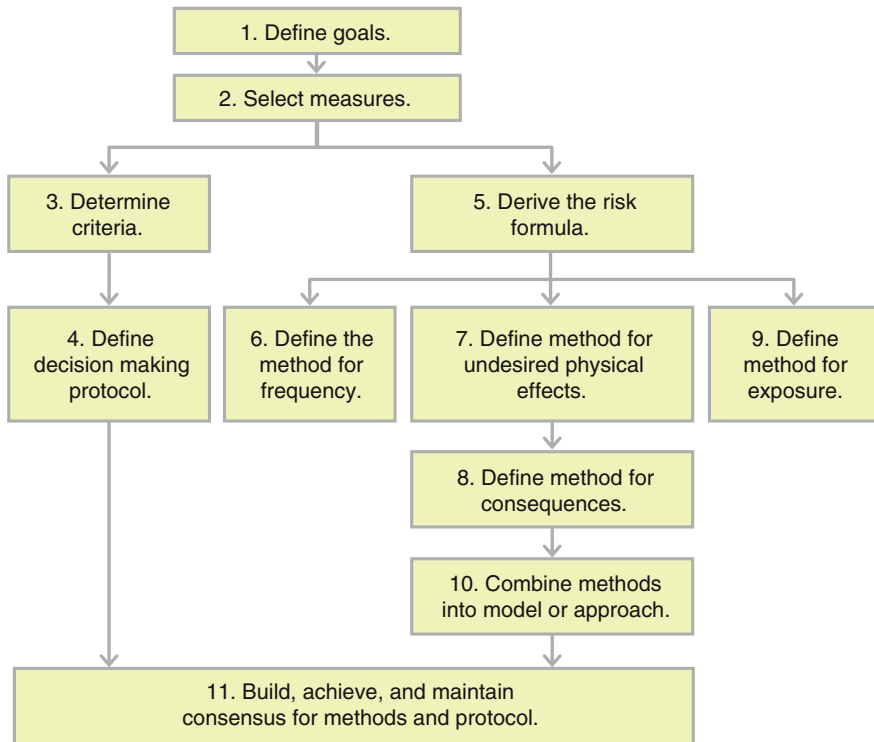 1. Define goals.
2. Select measures.
3. Determine
criteria.
5. Derive the risk
formula.
4. Define
decision making
protocol.
6. Define the
method for
frequency.
7. Define method for
undesired physical
effects.
9. Define
method for
exposure.
8. Define method for
consequences.
10. Combine methods
into model or approach.
11. Build, achieve, and maintain
consensus for methods and protocol.